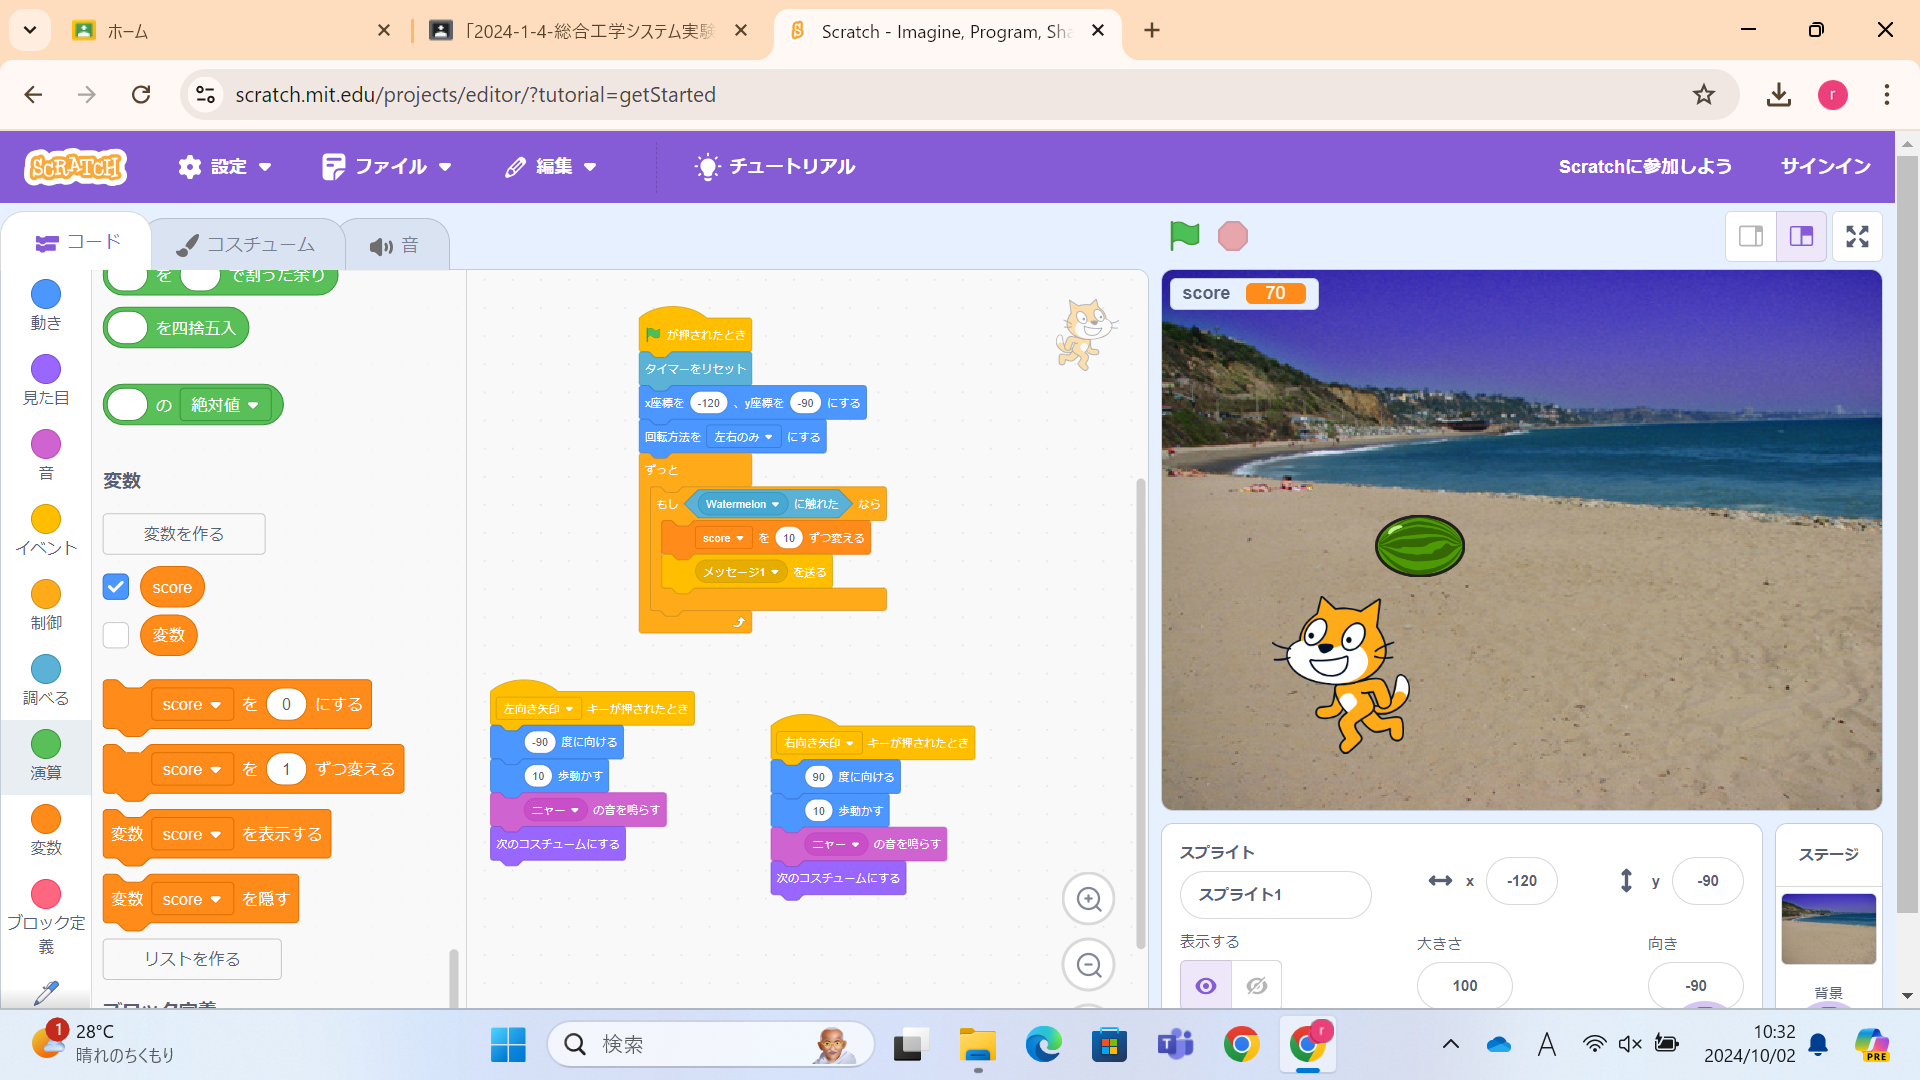 ホーム
「2024-1-4-総合工学システム実験
Scratch - Imagine, Program, Sha
scratch.mit.edu/projects/editor/?tutorial=getStarted
r
SCRATCH
設定
ファイル
編集
チュートリアル
Scratchに参加しよう
サインイン
コード
コスチューム
音
動き
見た目
音
イベント
制御
調べる
演算
変数
ブロック定義
を で割った余り
を四捨五入
の 絶対値
変数
変数を作る
score
変数
score を 0 にする
score を 1 ずつ変える
変数 score を表示する
変数 score を隠す
リストを作る
ブロック定義
が押されたとき
タイマーをリセット
x座標を -120 、y座標を -90 にする
回転方法を 左右のみ にする
ずっと
もし Watermelon に触れた なら
score を 10 ずつ変える
メッセージ1 を送る
左向き矢印 キーが押されたとき
-90 度に向ける
10 歩動かす
ニャー の音を鳴らす
次のコスチュームにする
右向き矢印 キーが押されたとき
90 度に向ける
10 歩動かす
ニャー の音を鳴らす
次のコスチュームにする
score 70
スプライト
スプライト1
x -120
y -90
表示する
大きさ
100
向き
-90
ステージ
背景
1
28°C
晴れのちくもり
検索
r
A
10:32
2024/10/02
PRE